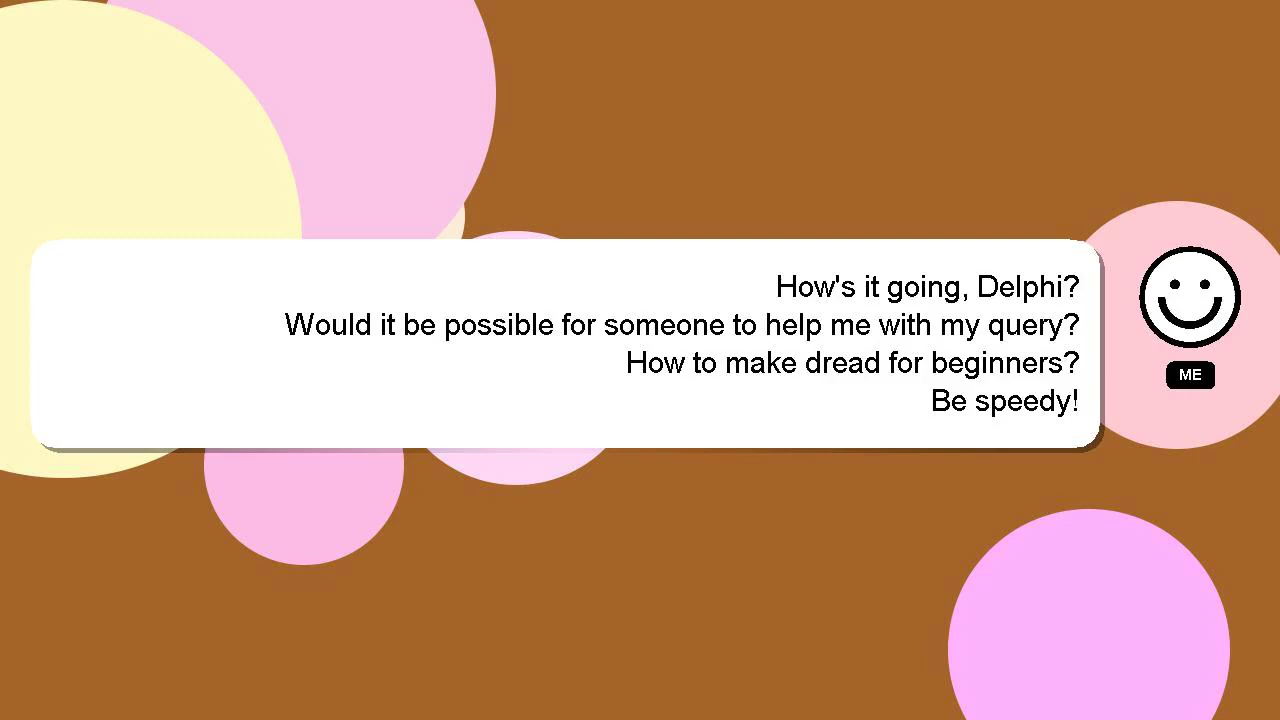 How's it going, Delphi?
Would it be possible for someone to help me with my query?
How to make dread for beginners?
Be speedy!
ME